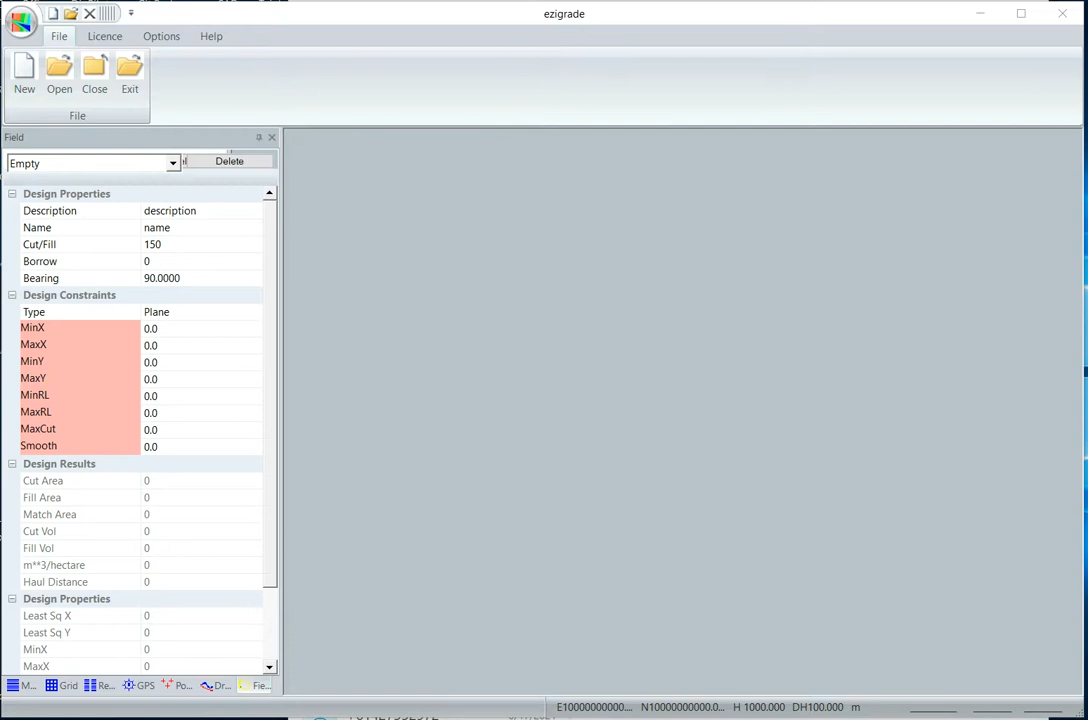 ezigrade
File Licence Options Help
New Open Close Exit
File
Field
Empty Delete
Design Properties
Description description
Name name
Cut/Fill 150
Borrow 0
Bearing 90.0000
Design Constraints
Type Plane
MinX 0.0
MaxX 0.0
MinY 0.0
MaxY 0.0
MinRL 0.0
MaxRL 0.0
MaxCut 0.0
Smooth 0.0
Design Results
Cut Area 0
Fill Area 0
Match Area 0
Cut Vol 0
Fill Vol 0
m**3/hectare 0
Haul Distance 0
Design Properties
Least Sq X 0
Least Sq Y 0
MinX 0
MaxX 0
M... Grid Re... GPS Po... Dr... Fie...
E10000000000.... N10000000000.0... H 1000.000 DH100.000 m